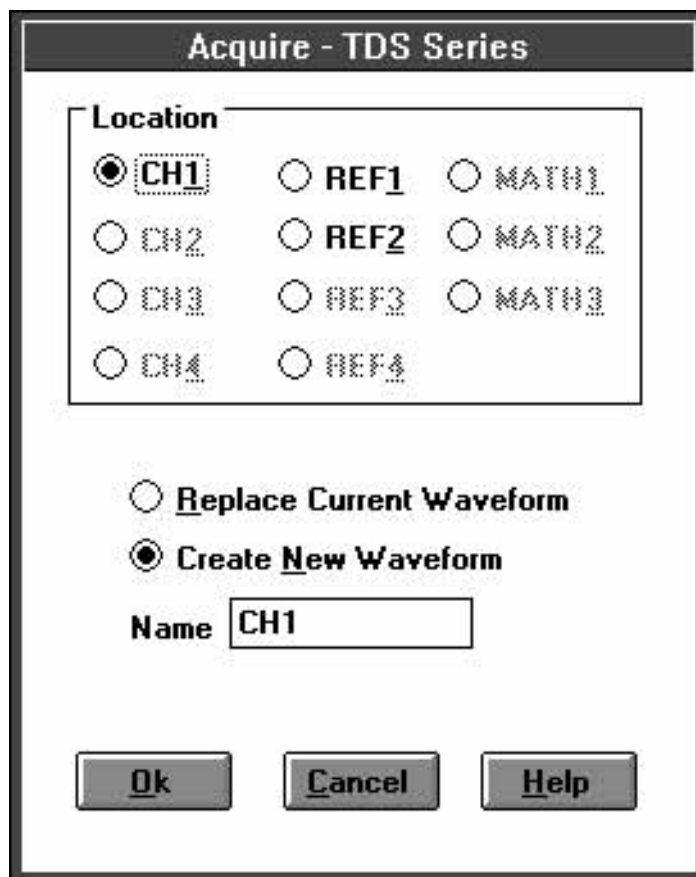 Acquire - TDS Series
Location
CH1 REF1 MATH1
CH2 REF2 MATH2
CH3 REF3 MATH3
CH4 REF4
Replace Current Waveform
Create New Waveform
Name CH1
Ok Cancel Help